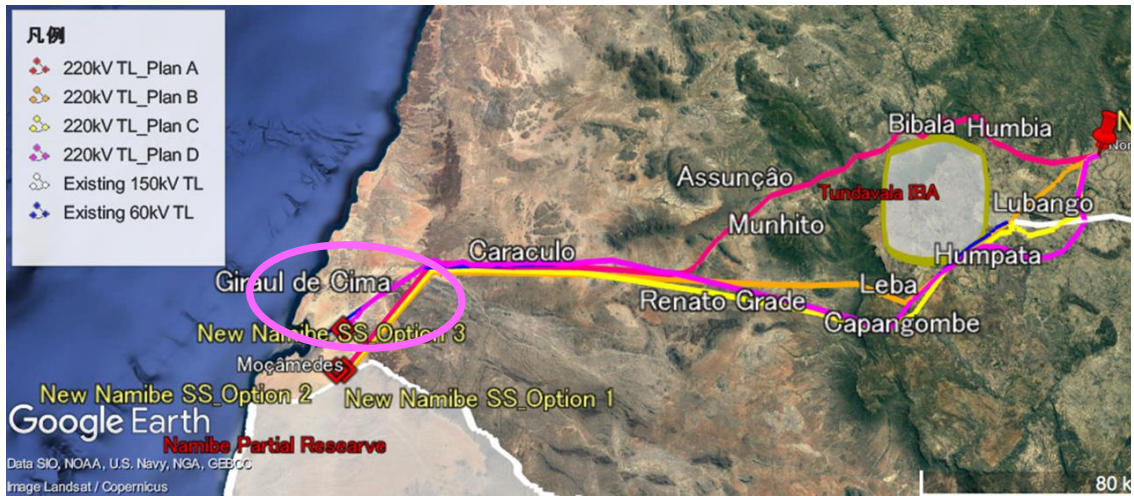 凡例
220kV TL_Plan A
220kV TL_Plan B
220kV TL_Plan C
220kV TL_Plan D
Existing 150kV TL
Existing 60kV TL
Bibala
Humbia
N
Assunção
Tundavala IBA
Lubango
Munhito
Caraculo
Humpata
Giraul de Cima
Leba
Renato Grade
Capangombe
New Namibe SS_Option 3
Moçâmedes
New Namibe SS_Option 2
New Namibe SS_Option 1
Google Earth
Namibe Partial Researve
Data SIO, NOAA, U.S. Navy, NGA, GEBCO
Image Landsat / Copernicus
80 k